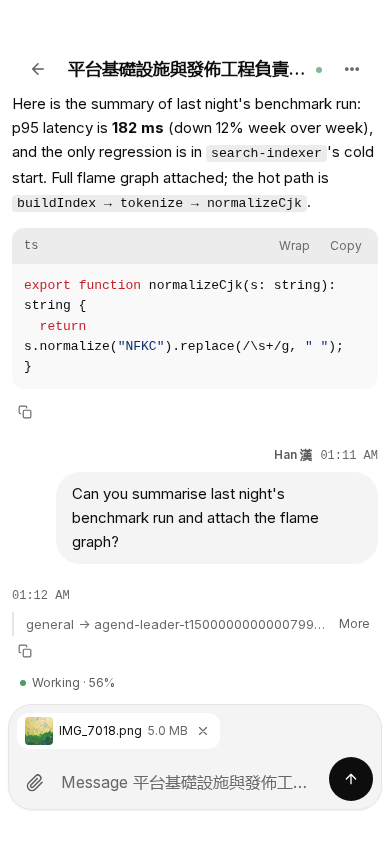 平台基礎設施與發佈工程負責…
Here is the summary of last night's benchmark run:
p95 latency is 182 ms (down 12% week over week),
and the only regression is in search-indexer's cold
start. Full flame graph attached; the hot path is
buildIndex → tokenize → normalizeCjk.
ts Wrap Copy
export function normalizeCjk(s: string):
string {
return
s.normalize("NFKC").replace(/\s+/g, " ");
}
Han 漢 01:11 AM
Can you summarise last night's
benchmark run and attach the flame
graph?
01:12 AM
general → agend-leader-t1500000000000799… More
Working · 56%
IMG_7018.png 5.0 MB
Message 平台基礎設施與發佈工…